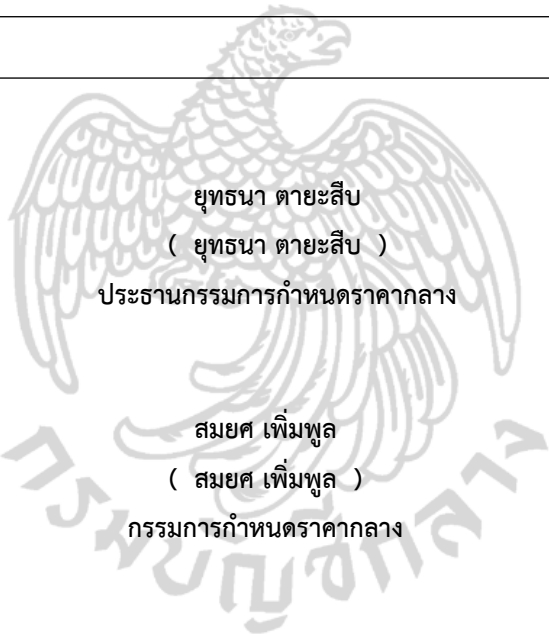 ยุทธนา ตายะสืบ
( ยุทธนา ตายะสืบ )
ประธานกรรมการกำหนดราคากลาง
สมยศ เพิ่มพูล
( สมยศ เพิ่มพูล )
กรรมการกำหนดราคากลาง
กรมบัญชีกลาง